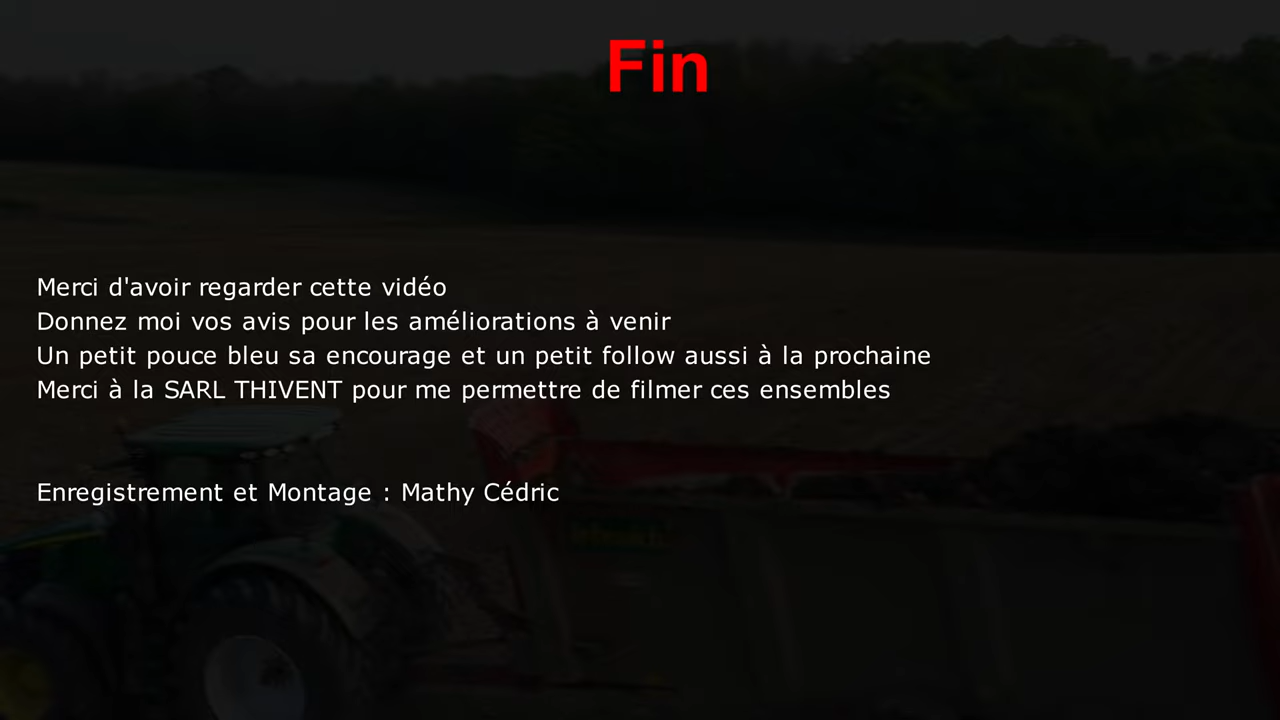 Fin
Merci d'avoir regarder cette vidéo
Donnez moi vos avis pour les améliorations à venir
Un petit pouce bleu sa encourage et un petit follow aussi à la prochaine
Merci à la SARL THIVENT pour me permettre de filmer ces ensembles
Enregistrement et Montage : Mathy Cédric